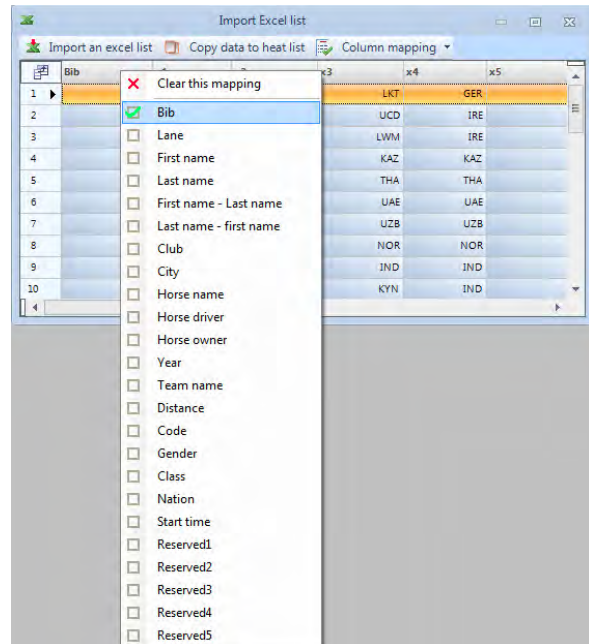 Import Excel list
Import an excel list Copy data to heat list Column mapping
Bib x3 x4 x5
Clear this mapping
1 LKT GER
Bib
2 UCD IRE
Lane
3 LWM IRE
First name
4 KAZ KAZ
Last name
5 THA THA
First name - Last name
6 UAE UAE
Last name - first name
7 UZB UZB
Club
8 NOR NOR
City
9 IND IND
Horse name
10 KYN IND
Horse driver
Horse owner
Year
Team name
Distance
Code
Gender
Class
Nation
Start time
Reserved1
Reserved2
Reserved3
Reserved4
Reserved5